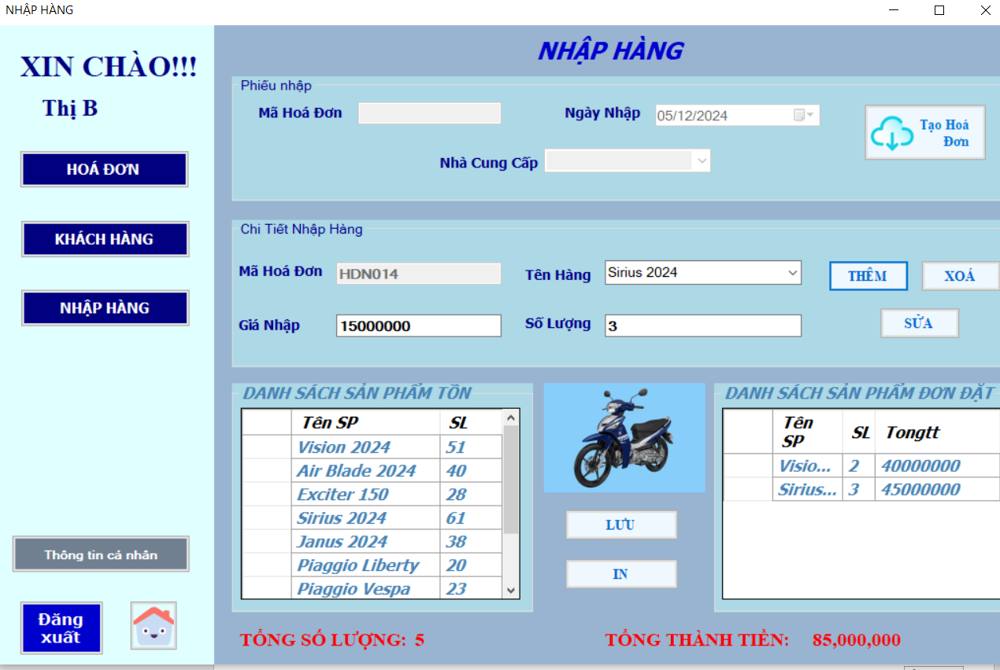 NHẬP HÀNG
XIN CHÀO!!!
Thị B
HOÁ ĐƠN
KHÁCH HÀNG
NHẬP HÀNG
Thông tin cá nhân
Đăng
xuất
NHẬP HÀNG
Phiếu nhập
Mã Hoá Đơn
Ngày Nhập 05/12/2024
Nhà Cung Cấp
Tạo Hoá
Đơn
Chi Tiết Nhập Hàng
Mã Hoá Đơn HDN014
Tên Hàng Sirius 2024
THÊM XOÁ
Giá Nhập 15000000
Số Lượng 3
SỬA
DANH SÁCH SẢN PHẨM TỒN
Tên SP SL
Vision 2024 51
Air Blade 2024 40
Exciter 150 28
Sirius 2024 61
Janus 2024 38
Piaggio Liberty 20
Piaggio Vespa 23
LƯU
IN
DANH SÁCH SẢN PHẨM ĐƠN ĐẶT
Tên
SP SL Tongtt
Visio... 2 40000000
Sirius... 3 45000000
TỔNG SỐ LƯỢNG: 5
TỔNG THÀNH TIỀN: 85,000,000